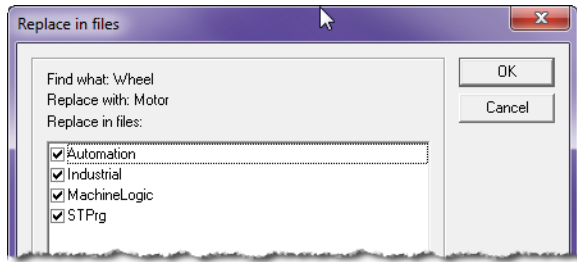 Replace in files
Find what: Wheel
Replace with: Motor
Replace in files:
Automation
Industrial
MachineLogic
STPrg
OK
Cancel